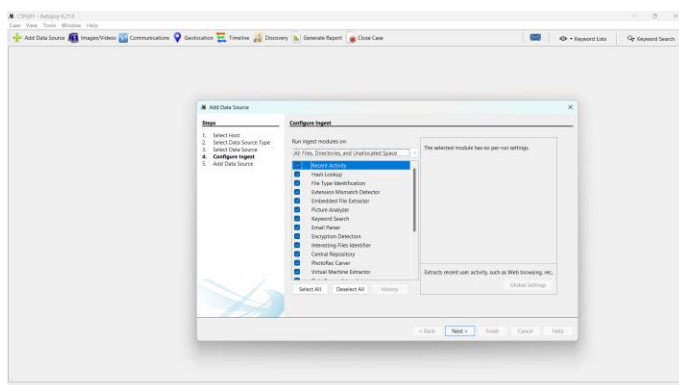 CYHJ01 - Autopsy 4.21.0
Case View Tools Window Help
Add Data Source Images/Videos Communications Geolocation Timeline Discovery Generate Report Close Case Keyword Lists Keyword Search
Add Data Source
Steps
1. Select Host
2. Select Data Source Type
3. Select Data Source
4. Configure Ingest
5. Add Data Source
Configure Ingest
Run ingest modules on:
All Files, Directories, and Unallocated Space
Recent Activity
Hash Lookup
File Type Identification
Extension Mismatch Detector
Embedded File Extractor
Picture Analyzer
Keyword Search
Email Parser
Encryption Detection
Interesting Files Identifier
Central Repository
PhotoRec Carver
Virtual Machine Extractor
Select All Deselect All History
The selected module has no per-run settings.
Extracts recent user activity, such as Web browsing, rec.
Global Settings
< Back Next > Finish Cancel Help